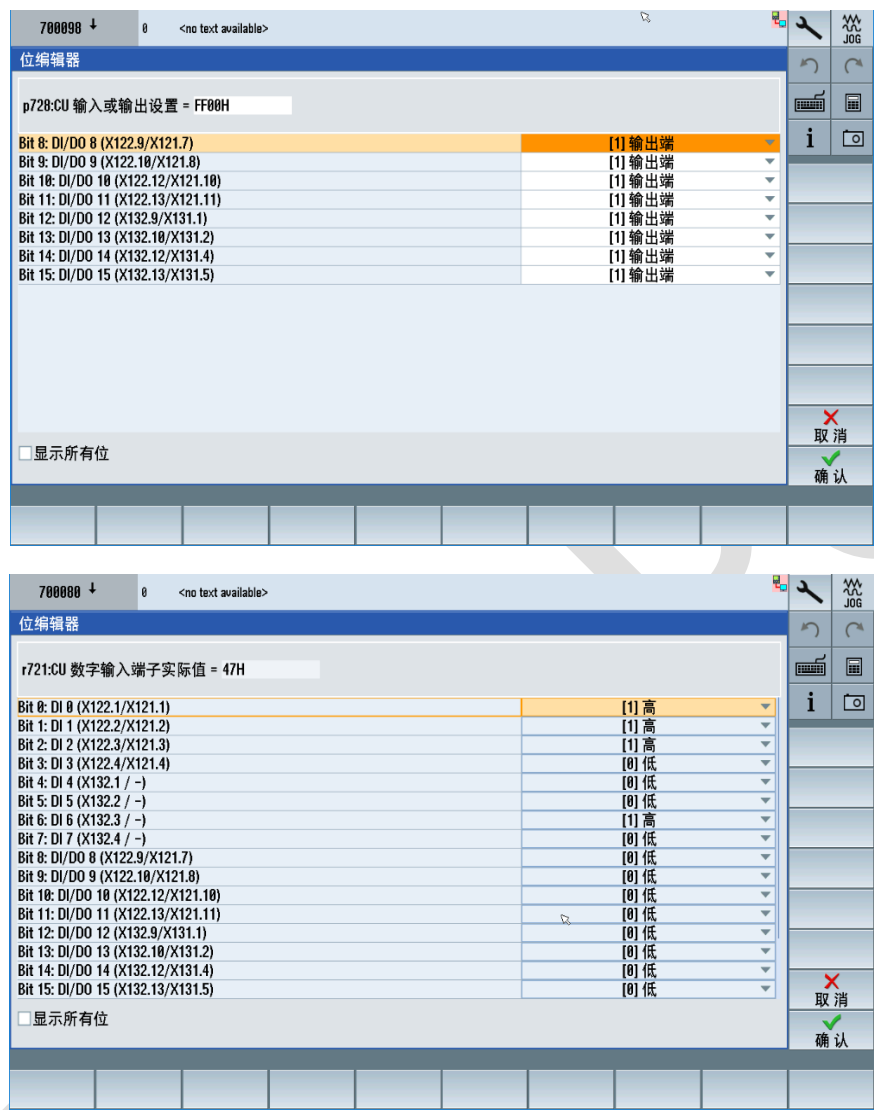 700098 ↓ 0 <no text available>
JOG
位编辑器
p728:CU 输入或输出设置 = FF00H
Bit 8: DI/DO 8 (X122.9/X121.7) [1] 输出端
Bit 9: DI/DO 9 (X122.10/X121.8) [1] 输出端
Bit 10: DI/DO 10 (X122.12/X121.10) [1] 输出端
Bit 11: DI/DO 11 (X122.13/X121.11) [1] 输出端
Bit 12: DI/DO 12 (X132.9/X131.1) [1] 输出端
Bit 13: DI/DO 13 (X132.10/X131.2) [1] 输出端
Bit 14: DI/DO 14 (X132.12/X131.4) [1] 输出端
Bit 15: DI/DO 15 (X132.13/X131.5) [1] 输出端
显示所有位
取消
确认
700080 ↓ 0 <no text available>
JOG
位编辑器
r721:CU 数字输入端子实际值 = 47H
Bit 0: DI 0 (X122.1/X121.1) [1] 高
Bit 1: DI 1 (X122.2/X121.2) [1] 高
Bit 2: DI 2 (X122.3/X121.3) [1] 高
Bit 3: DI 3 (X122.4/X121.4) [0] 低
Bit 4: DI 4 (X132.1 / -) [0] 低
Bit 5: DI 5 (X132.2 / -) [0] 低
Bit 6: DI 6 (X132.3 / -) [1] 高
Bit 7: DI 7 (X132.4 / -) [0] 低
Bit 8: DI/DO 8 (X122.9/X121.7) [0] 低
Bit 9: DI/DO 9 (X122.10/X121.8) [0] 低
Bit 10: DI/DO 10 (X122.12/X121.10) [0] 低
Bit 11: DI/DO 11 (X122.13/X121.11) [0] 低
Bit 12: DI/DO 12 (X132.9/X131.1) [0] 低
Bit 13: DI/DO 13 (X132.10/X131.2) [0] 低
Bit 14: DI/DO 14 (X132.12/X131.4) [0] 低
Bit 15: DI/DO 15 (X132.13/X131.5) [0] 低
显示所有位
取消
确认